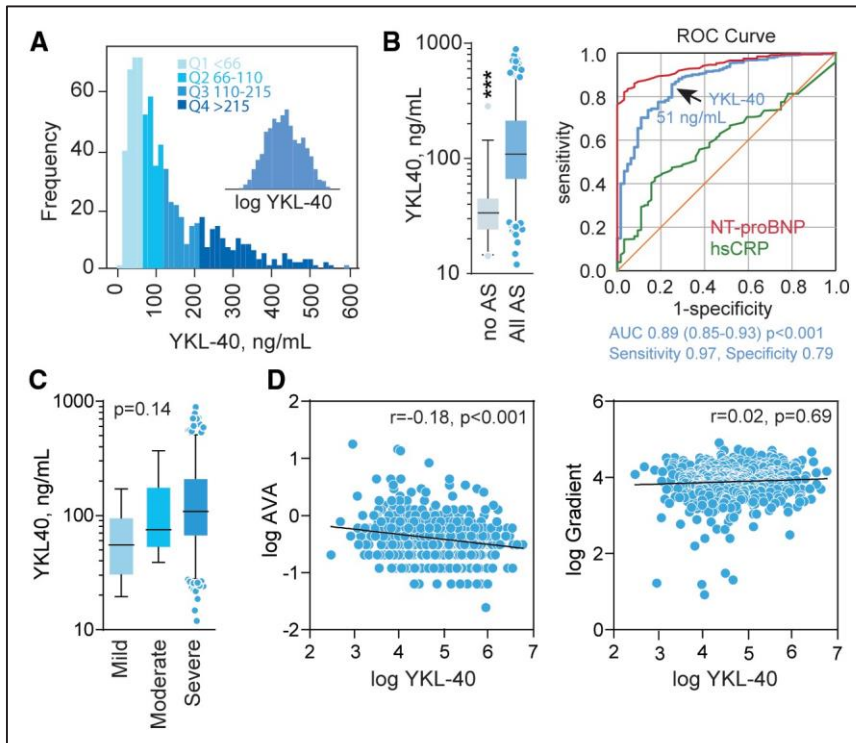 A
Q1 <66
Q2 66-110
Q3 110-215
Q4 >215
60
40
20
0
Frequency
log YKL-40
0
100
200
300
400
500
600
YKL-40, ng/mL
B
1000
100
10
YKL40, ng/mL
***
no AS
All AS
ROC Curve
1.0
0.8
0.6
0.4
0.2
0.0
sensitivity
YKL-40
51 ng/mL
NT-proBNP
hsCRP
0.0
0.2
0.4
0.6
0.8
1.0
1-specificity
AUC 0.89 (0.85-0.93) p<0.001
Sensitivity 0.97, Specificity 0.79
C
1000
100
10
YKL40, ng/mL
p=0.14
Mild
Moderate
Severe
D
2
1
-0
-1
-2
log AVA
r=-0.18, p<0.001
2
3
4
5
6
7
log YKL-40
6
4
2
0
log Gradient
r=0.02, p=0.69
2
3
4
5
6
7
log YKL-40